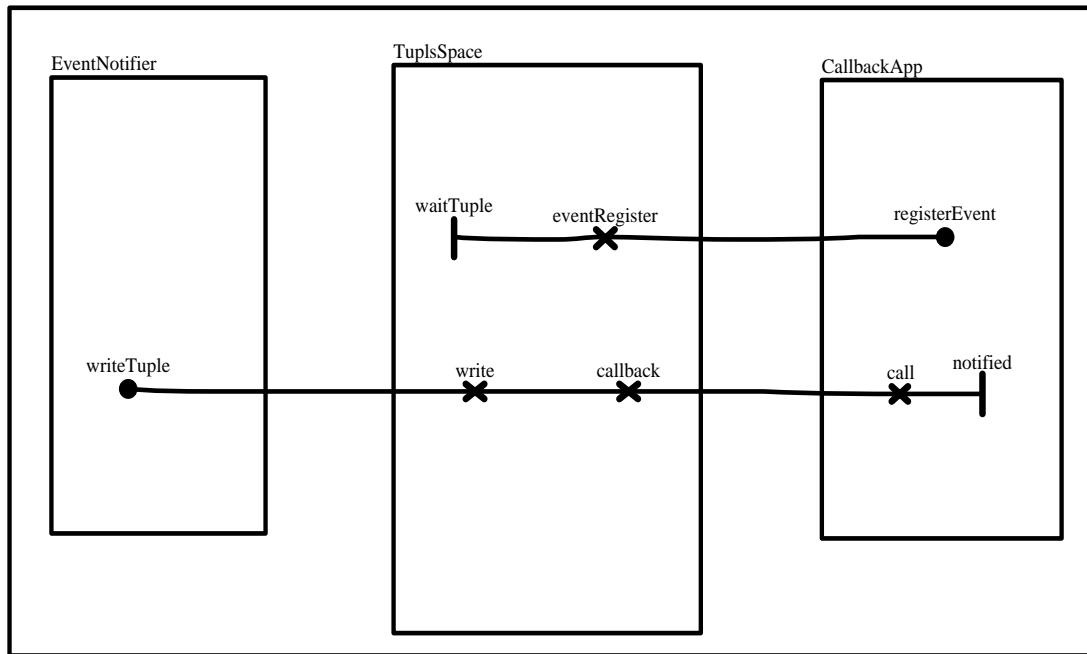 EventNotifier
TuplsSpace
CallbackApp
waitTuple
eventRegister
registerEvent
writeTuple
write
callback
call
notified